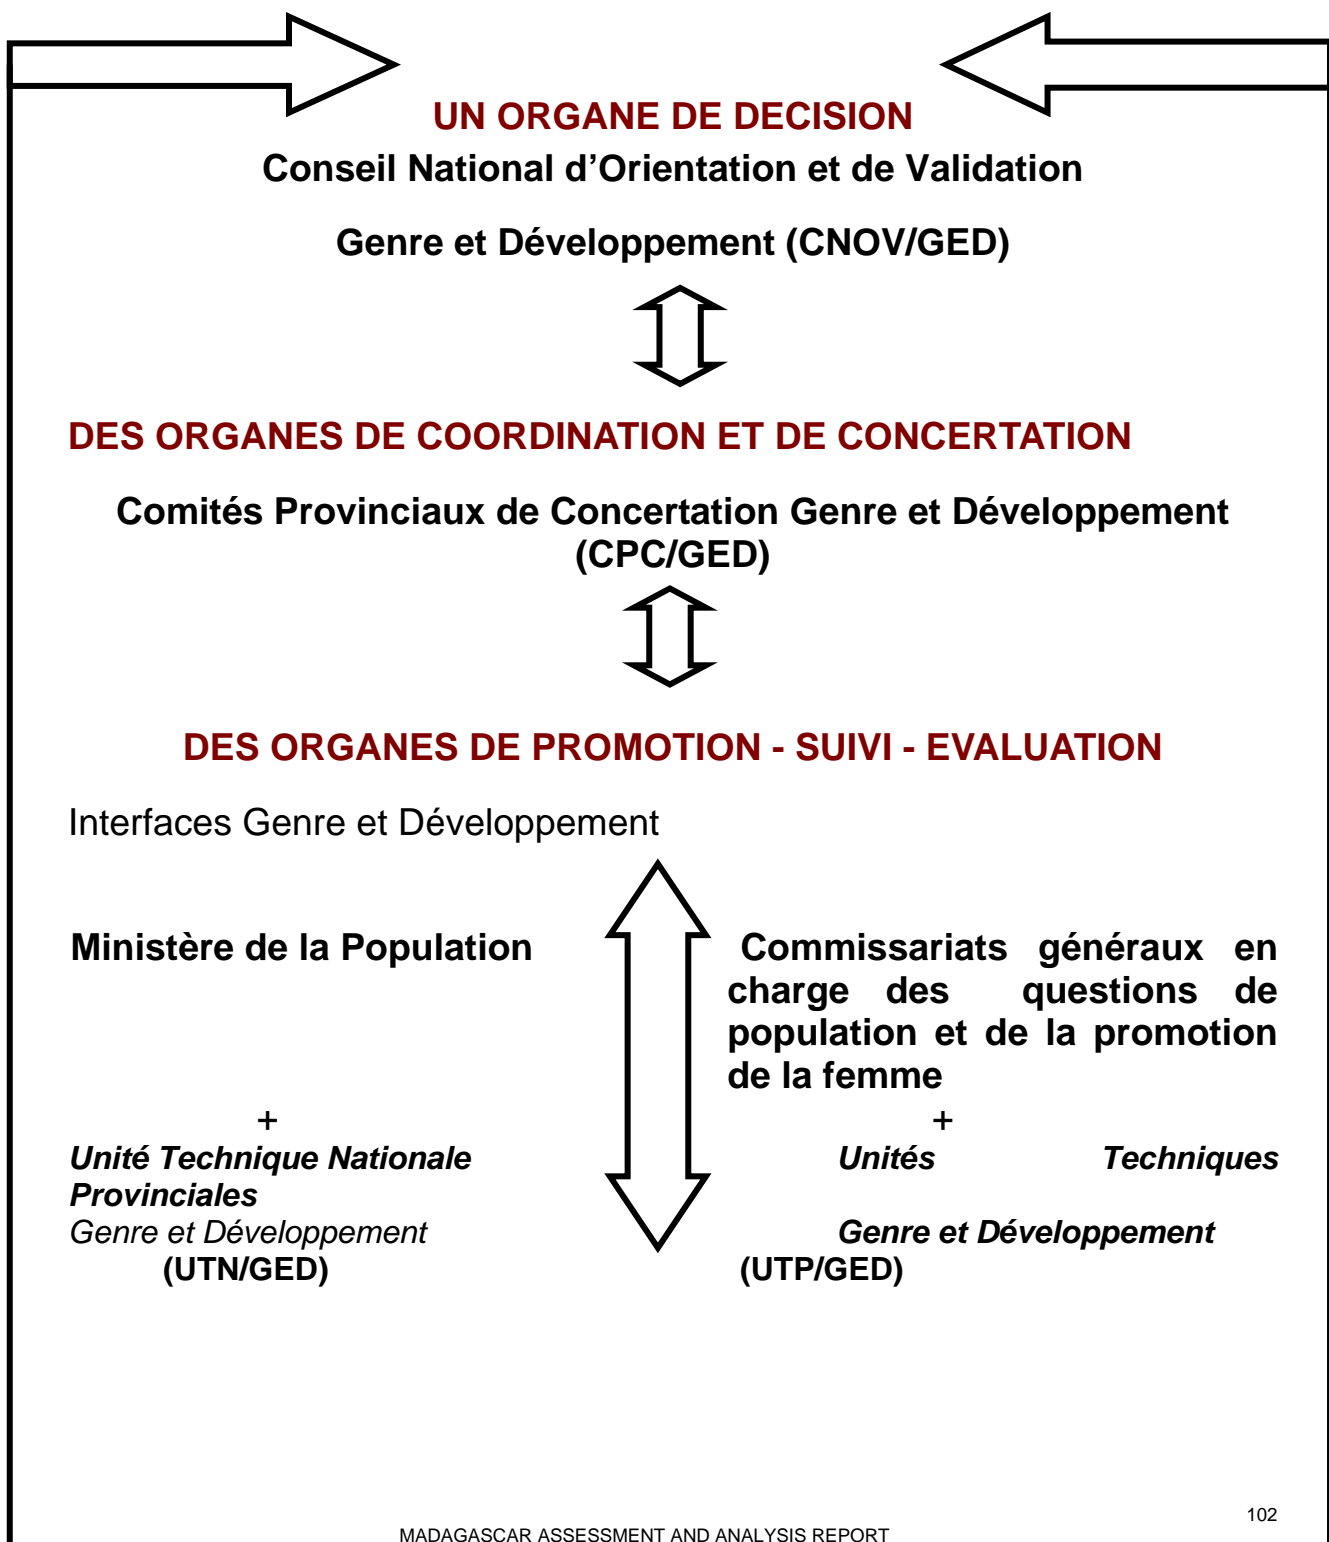 UN ORGANE DE DECISION
Conseil National d’Orientation et de Validation
Genre et Développement (CNOV/GED)
DES ORGANES DE COORDINATION ET DE CONCERTATION
Comités Provinciaux de Concertation Genre et Développement
(CPC/GED)
DES ORGANES DE PROMOTION - SUIVI - EVALUATION
Interfaces Genre et Développement
Ministère de la Population
Commissariats généraux en
charge des questions de
population et de la promotion
de la femme
+ +
Unité Technique Nationale Unités Techniques
Provinciales
Genre et Développement Genre et Développement
(UTN/GED) (UTP/GED)
102
MADAGASCAR ASSESSMENT AND ANALYSIS REPORT